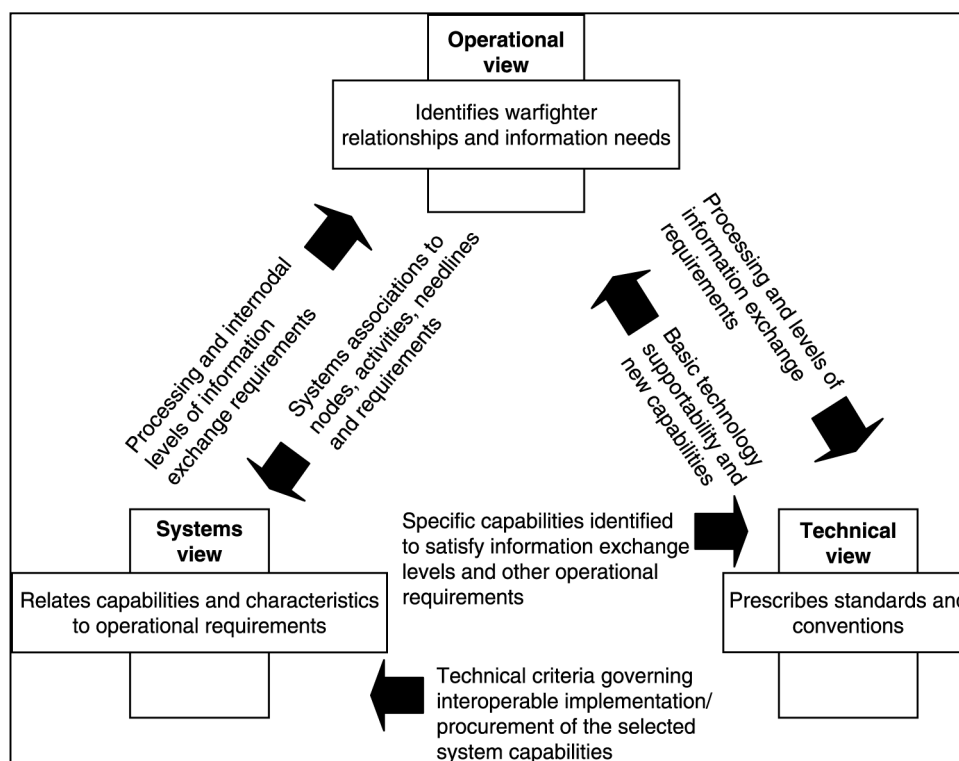 Operational
view
Identifies warfighter
relationships and information needs
Processing and internodal
levels of information
exchange requirements
Systems associations to
nodes, activities, needlines
and requirements
Processing and levels of
information exchange
requirements
Basic technology
supportability and
new capabilities
Systems
view
Relates capabilities and characteristics
to operational requirements
Specific capabilities identified
to satisfy information exchange
levels and other operational
requirements
Technical
view
Prescribes standards and
conventions
Technical criteria governing
interoperable implementation/
procurement of the selected
system capabilities